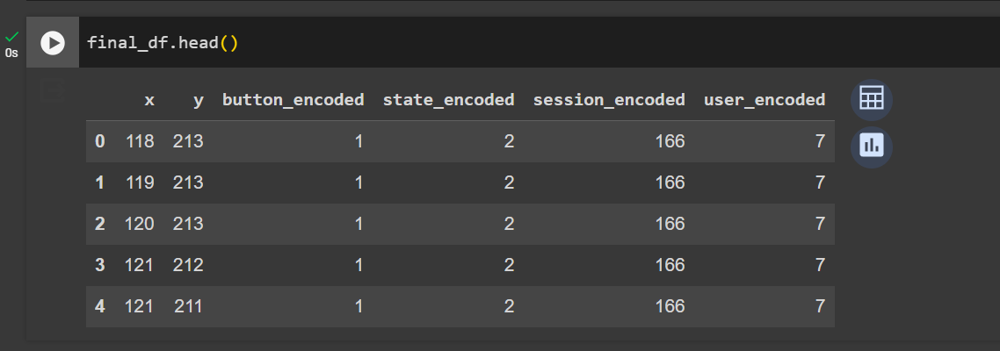 final_df.head()
0s
x y button_encoded state_encoded session_encoded user_encoded
0 118 213 1 2 166 7
1 119 213 1 2 166 7
2 120 213 1 2 166 7
3 121 212 1 2 166 7
4 121 211 1 2 166 7